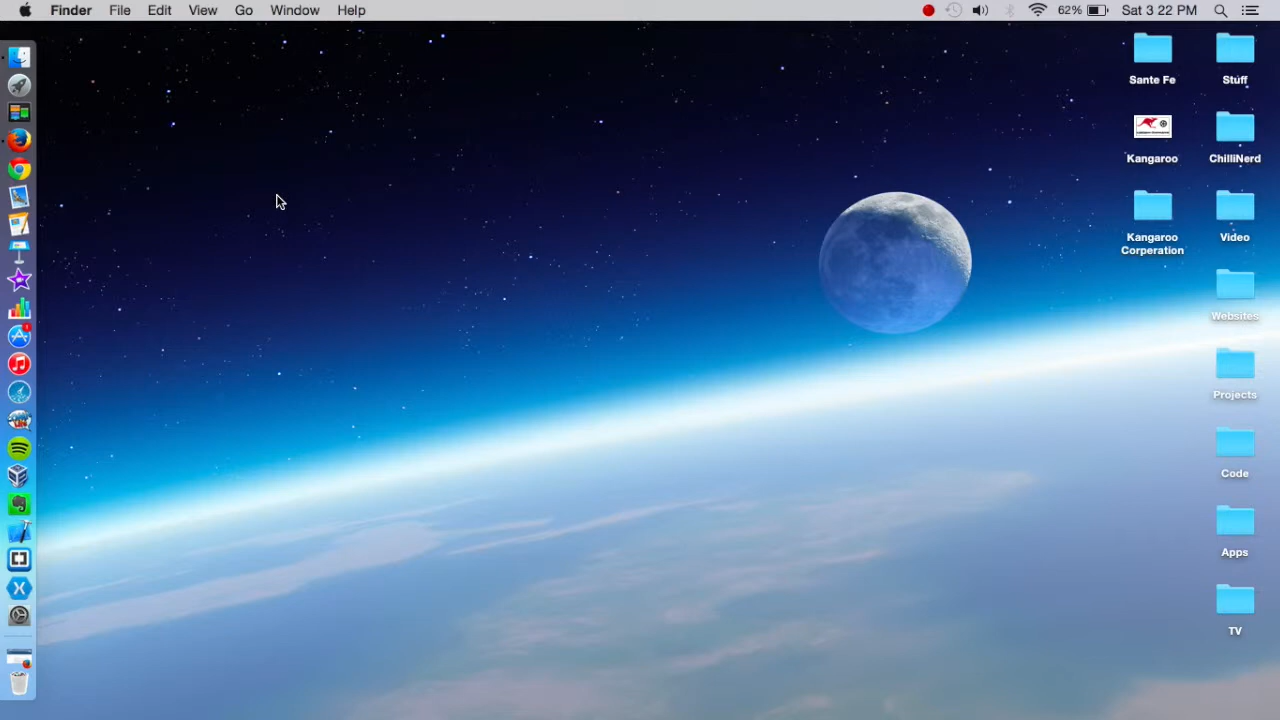 Finder File Edit View Go Window Help 62% Sat 3 22 PM
Sante Fe
Stuff
Kangaroo
ChilliNerd
Kangaroo
Corperation
Video
Websites
Projects
Code
Apps
TV